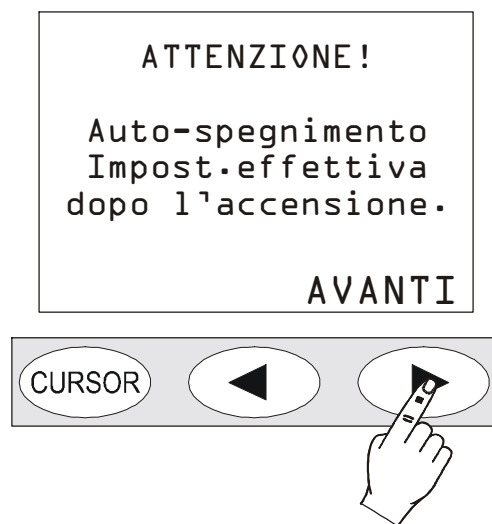 ATTENZIONE!
Auto-spegnimento
Impost.effettiva
dopo l'accensione.
AVANTI
CURSOR